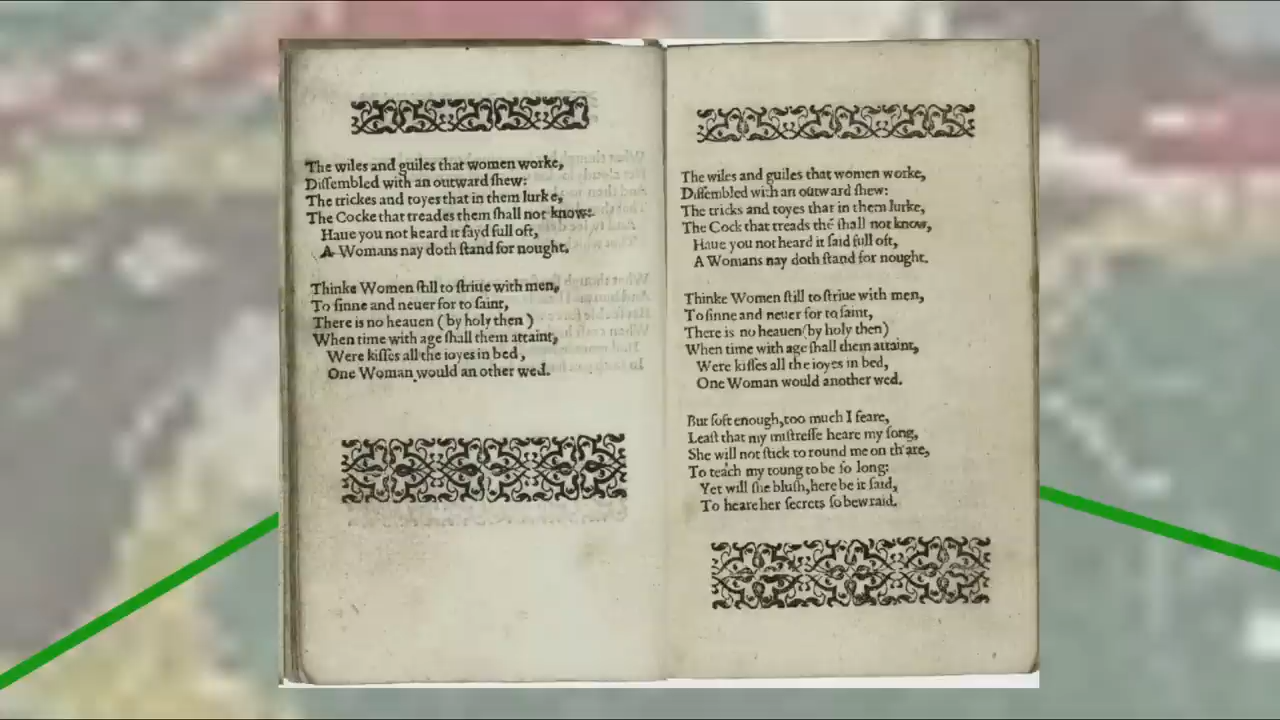 The wiles and guiles that women worke,
Diſſembled with an outward ſhew:
The trickes and toyes that in them lurke,
The Cocke that treades them ſhall not know:
Haue you not heard it ſayd full oft,
A Womans nay doth ſtand for nought.
Thinke Women ſtill to ſtriue with men,
To ſinne and neuer for to ſaint,
There is no heauen (by holy then)
When time with age ſhall them attaint,
Were kiſſes all the ioyes in bed,
One Woman would an other wed.
The wiles and guiles that women worke,
Diſſembled with an outward ſhew:
The tricks and toyes that in them lurke,
The Cock that treads thé ſhall not know,
Haue you not heard it ſaid full oft,
A Womans nay doth ſtand for nought.
Thinke Women ſtill to ſtriue with men,
To ſinne and neuer for to ſaint,
There is no heauen (by holy then)
When time with age ſhall them attaint,
Were kiſſes all the ioyes in bed,
One Woman would another wed.
But ſoft enough, too much I feare,
Leaſt that my miſtreſſe heare my ſong,
She will not ſtick to round me on th'are,
To teach my toung to be ſo long:
Yet will ſhe bluſh, here be it ſaid,
To heare her ſecrets ſo bewraid.